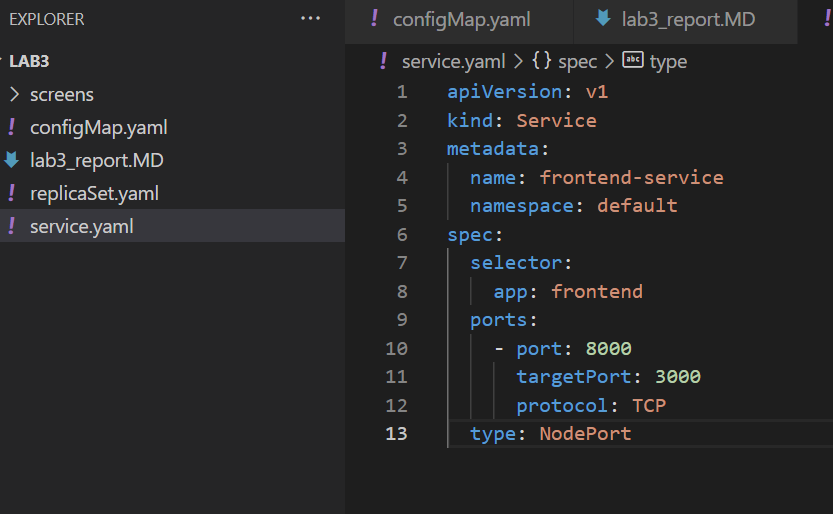 EXPLORER
LAB3
screens
configMap.yaml
lab3_report.MD
replicaSet.yaml
service.yaml
configMap.yaml lab3_report.MD
service.yaml > {} spec > abc type
1 apiVersion: v1
2 kind: Service
3 metadata:
4   name: frontend-service
5   namespace: default
6 spec:
7   selector:
8     app: frontend
9   ports:
10     - port: 8000
11       targetPort: 3000
12       protocol: TCP
13   type: NodePort